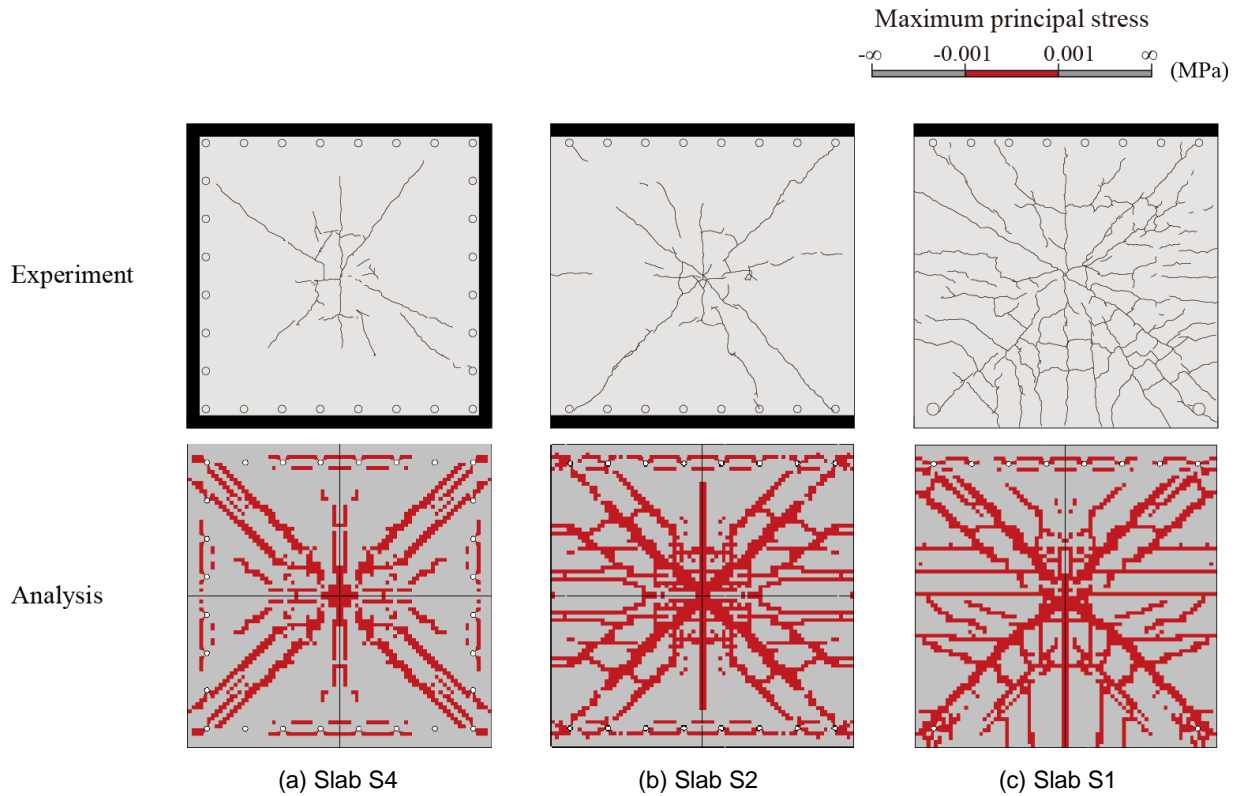 Maximum principal stress
-∞ -0.001 0.001 ∞
(MPa)
Experiment
Analysis
(a) Slab S4
(b) Slab S2
(c) Slab S1